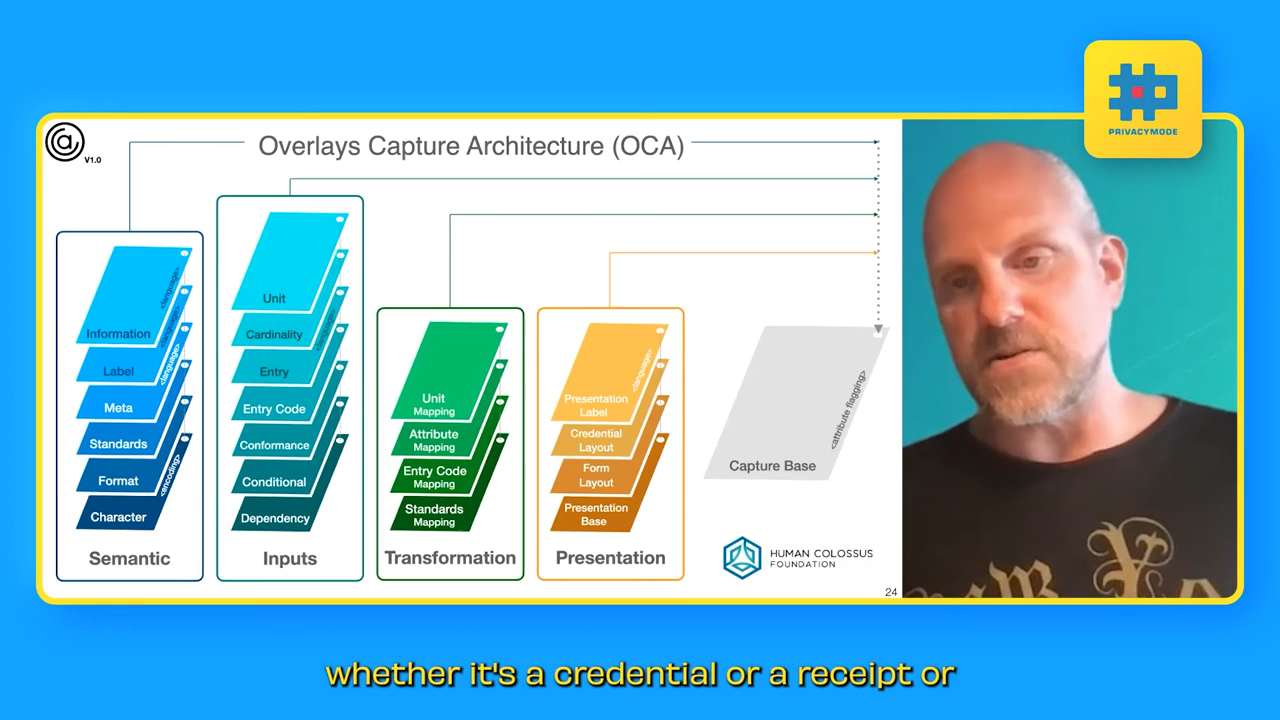 PRIVACYMODE
@
V1.0
Overlays Capture Architecture (OCA)
<language>
Information
<language>
Label
<language>
Meta
Standards
Format
<encoding>
Character
Semantic
Unit
Cardinality
<language>
Entry
Entry Code
Conformance
Conditional
Dependency
Inputs
Unit
Mapping
Attribute
Mapping
Entry Code
Mapping
Standards
Mapping
Transformation
<language>
Presentation
Label
Credential
Layout
Form
Layout
Presentation
Base
Presentation
<attribute flagging>
Capture Base
HUMAN COLOSSUS
FOUNDATION
24
whether it's a credential or a receipt or